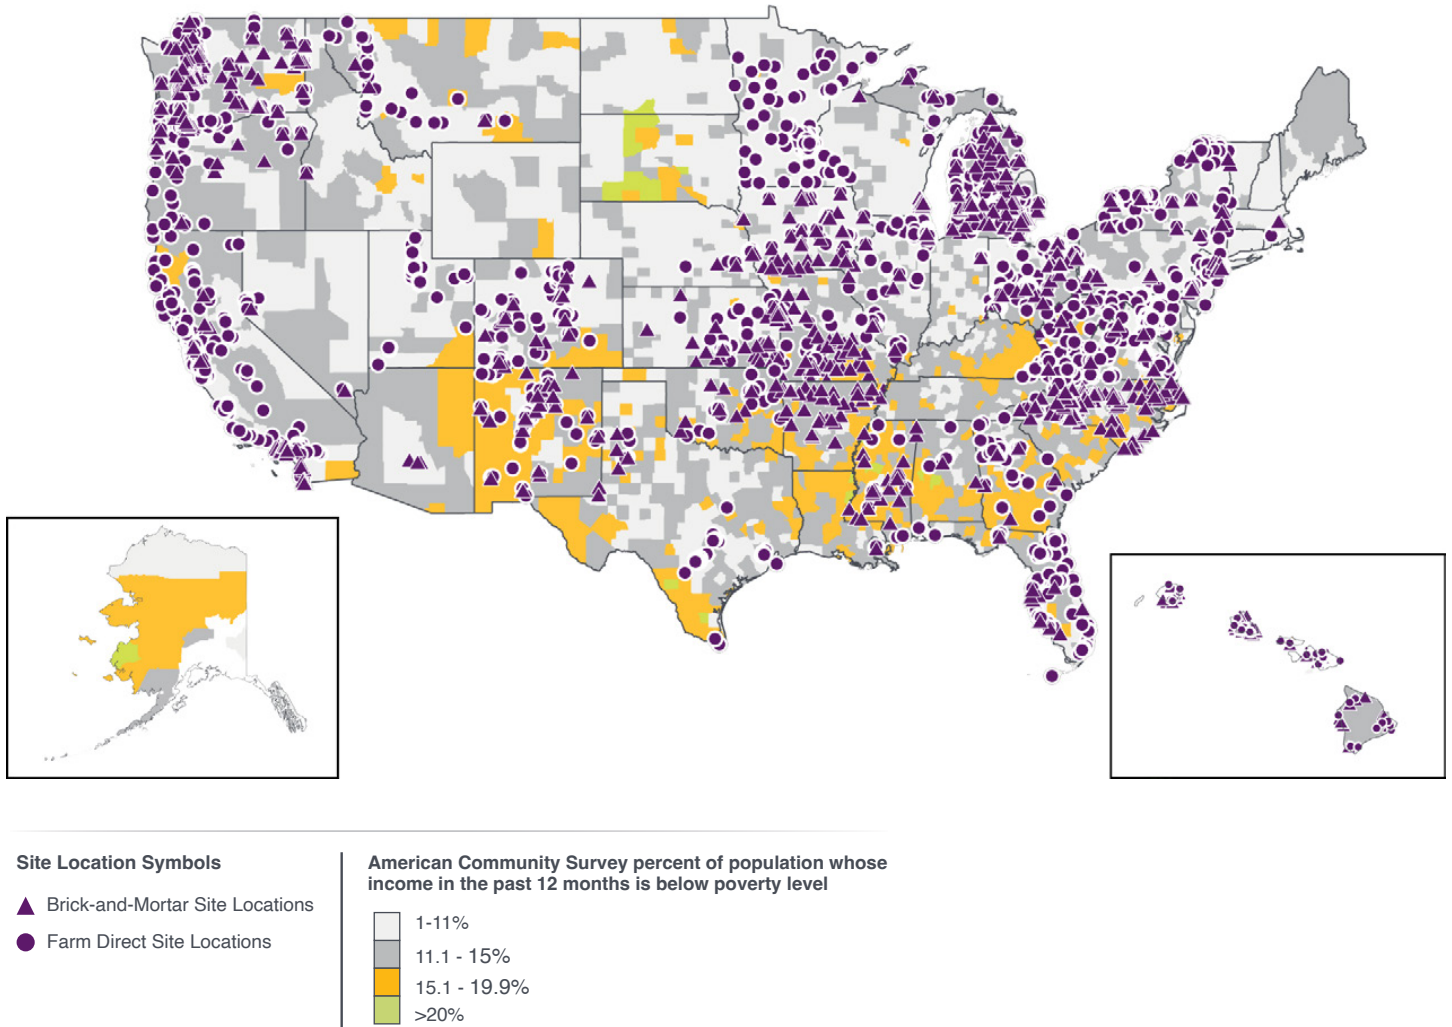 Site Location Symbols
Brick-and-Mortar Site Locations
Farm Direct Site Locations
American Community Survey percent of population whose
income in the past 12 months is below poverty level
1-11%
11.1 - 15%
15.1 - 19.9%
>20%